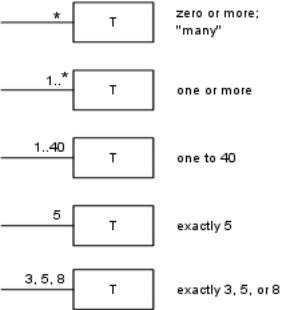 * T zero or more;
"many"
1..* T one or more
1..40 T one to 40
5 T exactly 5
3, 5, 8 T exactly 3, 5, or 8